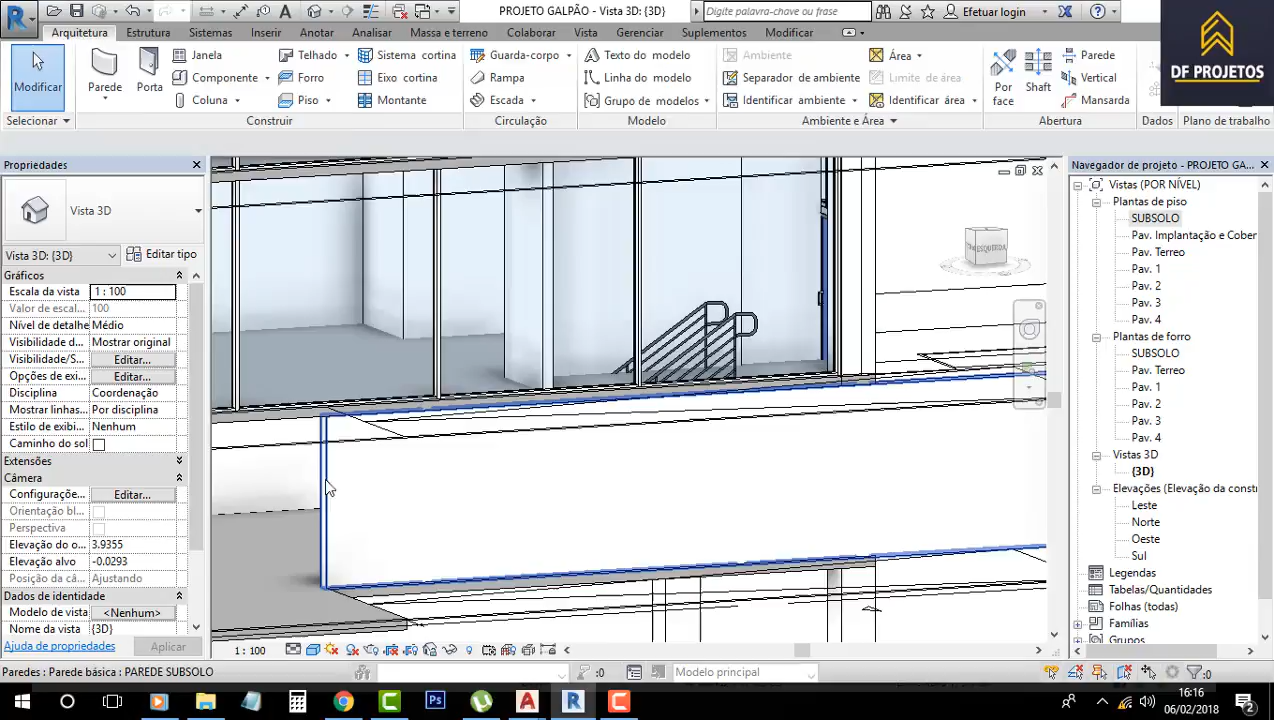 PROJETO GALPÃO - Vista 3D: {3D}
Digite palavra-chave ou frase
Efetuar login
Arquitetura Estrutura Sistemas Inserir Anotar Analisar Massa e terreno Colaborar Vista Gerenciar Suplementos Modificar
DF PROJETOS
Modificar
Parede
Porta
Janela
Componente
Coluna
Telhado
Forro
Piso
Sistema cortina
Eixo cortina
Montante
Guarda-corpo
Rampa
Escada
Texto do modelo
Linha do modelo
Grupo de modelos
Ambiente
Separador de ambiente
Identificar ambiente
Área
Limite de área
Identificar área
Por face
Shaft
Parede
Vertical
Mansarda
Selecionar Construir Circulação Modelo Ambiente e Área Abertura Dados Plano de trabalho
Propriedades
Vista 3D
Vista 3D: {3D} Editar tipo
Gráficos
Escala da vista 1 : 100
Valor de escal... 100
Nível de detalhe Médio
Visibilidade d... Mostrar original
Visibilidade/S... Editar...
Opções de exi... Editar...
Disciplina Coordenação
Mostrar linhas... Por disciplina
Estilo de exibi... Nenhum
Caminho do sol
Extensões
Câmera
Configuraçõe... Editar...
Orientação bl...
Perspectiva
Elevação do o... 3.9355
Elevação alvo -0.0293
Posição da câ... Ajustando
Dados de identidade
Modelo de vista <Nenhum>
Nome da vista {3D}
Ajuda de propriedades Aplicar
ESQUERDA
1 : 100
Navegador de projeto - PROJETO GA...
Vistas (POR NÍVEL)
Plantas de piso
SUBSOLO
Pav. Implantação e Cober
Pav. Terreo
Pav. 1
Pav. 2
Pav. 3
Pav. 4
Plantas de forro
SUBSOLO
Pav. Terreo
Pav. 1
Pav. 2
Pav. 3
Pav. 4
Vistas 3D
{3D}
Elevações (Elevação da constr
Leste
Norte
Oeste
Sul
Legendas
Tabelas/Quantidades
Folhas (todas)
Famílias
Grupos
Paredes : Parede básica : PAREDE SUBSOLO
:0
Modelo principal
:0
16:16
06/02/2018